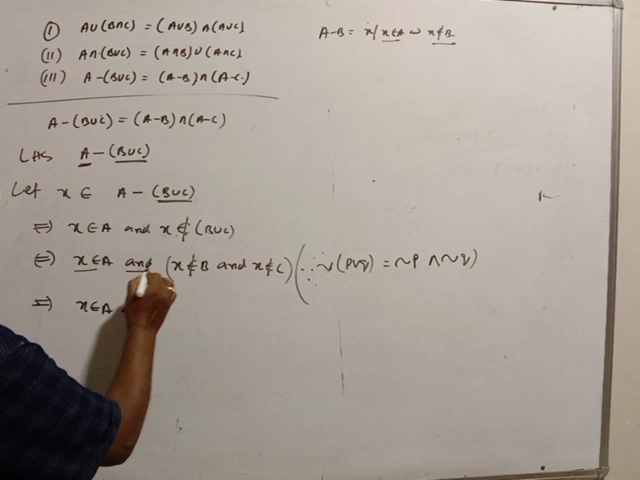 (I) A∪(B∩C) = (A∪B)∩(A∪C)
(II) A∩(B∪C) = (A∩B)∪(A∩C)
(III) A-(B∪C) = (A-B)∩(A-C)
A-B = x/x∈A x∉B
A-(B∪C) = (A-B)∩(A-C)
LHS A-(B∪C)
Let x ∈ A-(B∪C)
⇒ x∈A and x∉(B∪C)
⇔ x∈A and (x∉B and x∉C) (∵ ~(p∨q) = ~p ∧ ~q)
⇒ x∈A